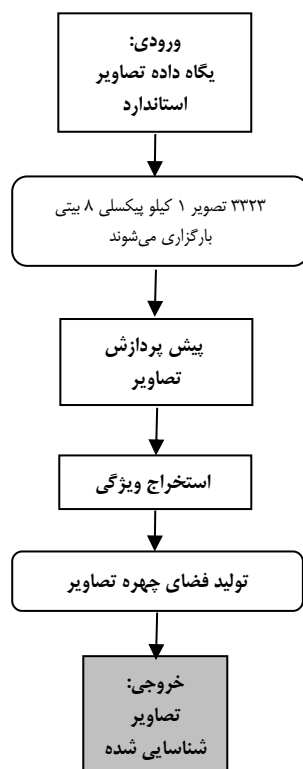 ورودی:
یگاه داده تصاویر
استاندارد
۳۳۲۳ تصویر ۱ کیلو پیکسلی ۸ بیتی
بارگزاری می‌شوند
پیش پردازش
تصاویر
استخراج ویژگی
تولید فضای چهره تصاویر
خروجی:
تصاویر
شناسایی شده